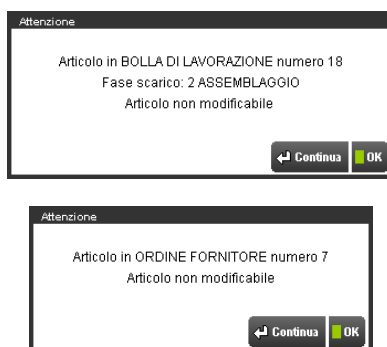 Attenzione
Articolo in BOLLA DI LAVORAZIONE numero 18
Fase scarico: 2 ASSEMBLAGGIO
Articolo non modificabile
Continua OK
Attenzione
Articolo in ORDINE FORNITORE numero 7
Articolo non modificabile
Continua OK